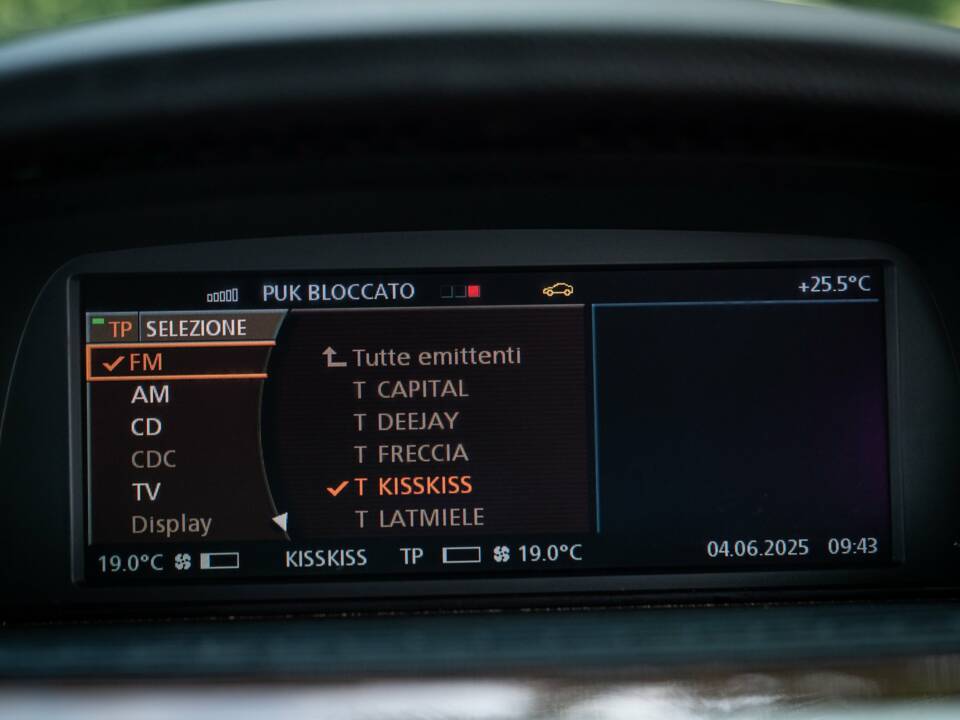 PUK BLOCCATO
+25.5°C
TP SELEZIONE
FM
AM
CD
CDC
TV
Display
Tutte emittenti
T CAPITAL
T DEEJAY
T FRECCIA
T KISSKISS
T LATMIELE
19.0°C KISSKISS TP 19.0°C
04.06.2025 09:43